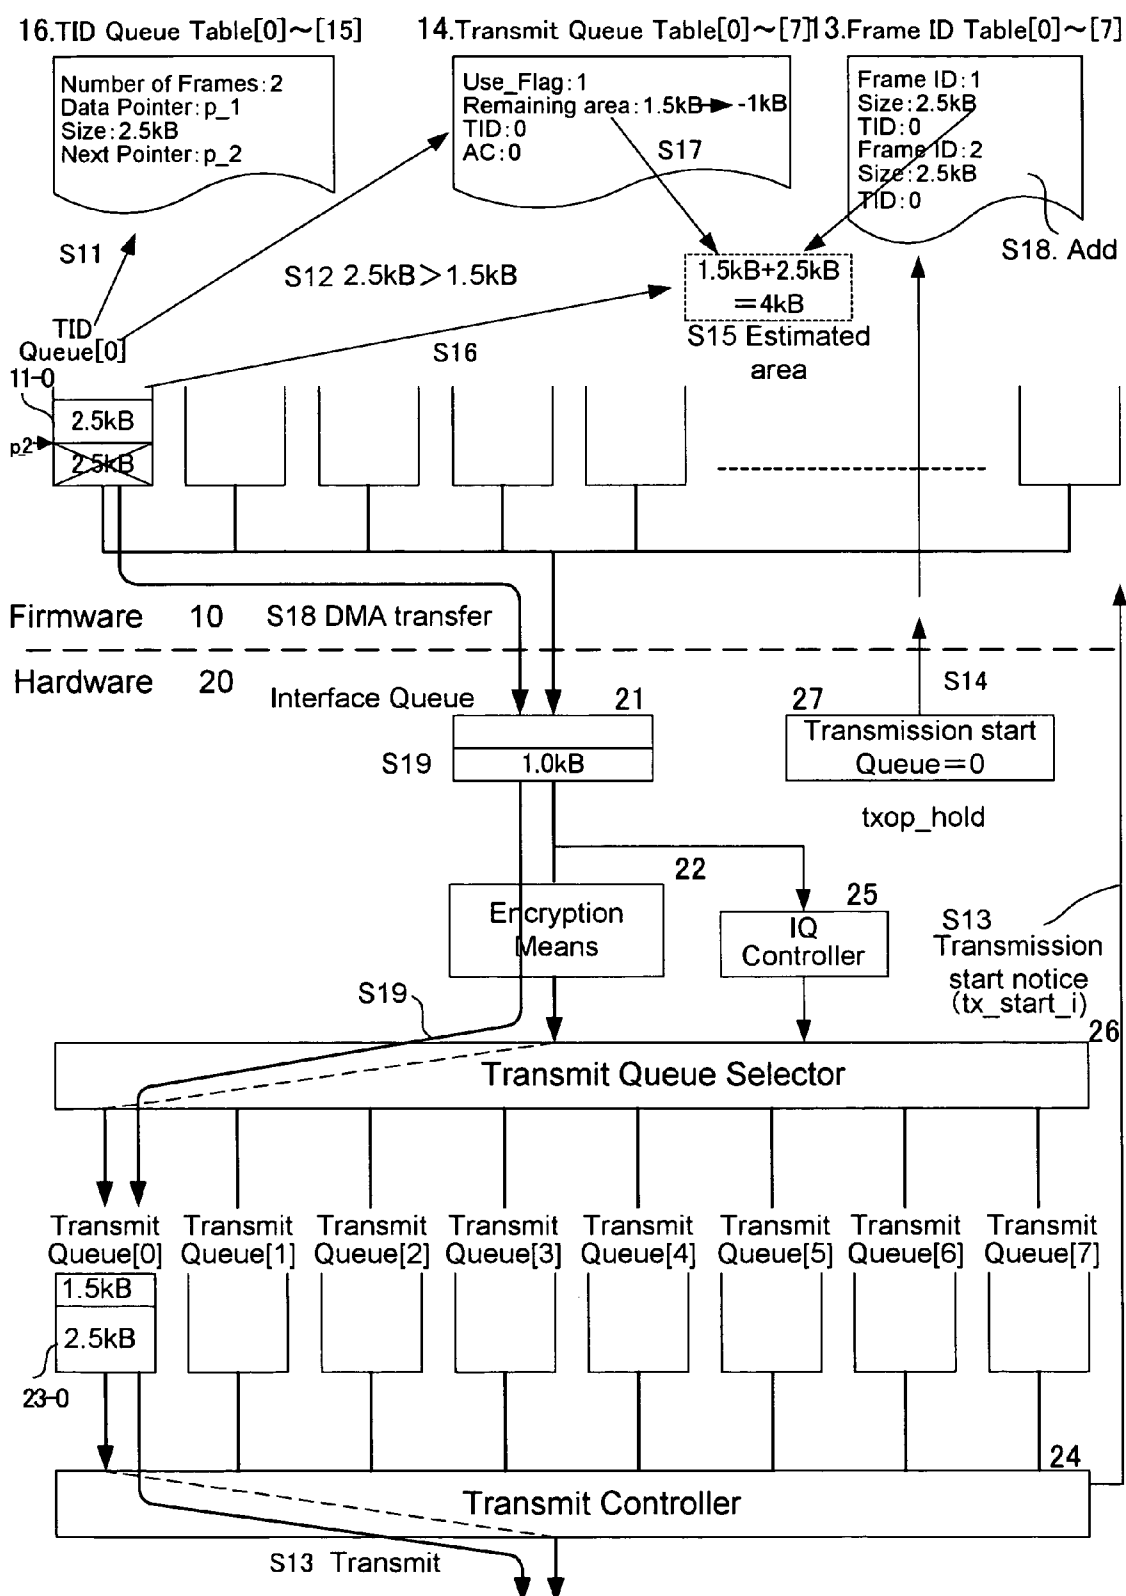 16.TID Queue Table[0]～[15]
14.Transmit Queue Table[0]～[7]
13.Frame ID Table[0]～[7]
Number of Frames:2
Data Pointer:p_1
Size:2.5kB
Next Pointer:p_2
Use_Flag:1
Remaining area:1.5kB → -1kB
TID:0
AC:0
Frame ID:1
Size:2.5kB
TID:0
Frame ID:2
Size:2.5kB
TID:0
S17
S11
S12 2.5kB>1.5kB
S18. Add
1.5kB+2.5kB
=4kB
S15 Estimated
area
TID
Queue[0]
S16
11-0
2.5kB
p_2
2.5kB
Firmware 10
S18 DMA transfer
Hardware 20
S14
Interface Queue
21
27
S19
1.0kB
Transmission start
Queue=0
txop_hold
22
25
Encryption
Means
IQ
Controller
S13
Transmission
start notice
(tx_start_i)
S19
26
Transmit Queue Selector
Transmit
Queue[0]
Transmit
Queue[1]
Transmit
Queue[2]
Transmit
Queue[3]
Transmit
Queue[4]
Transmit
Queue[5]
Transmit
Queue[6]
Transmit
Queue[7]
1.5kB
2.5kB
23-0
24
Transmit Controller
S13 Transmit